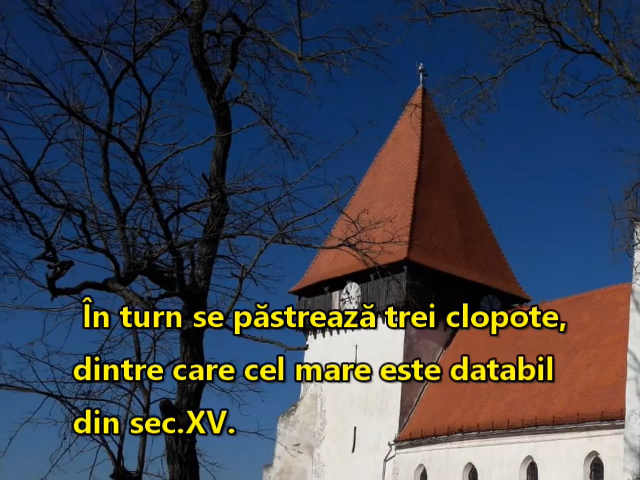 În turn se păstrează trei clopote,
dintre care cel mare este databil
din sec.XV.